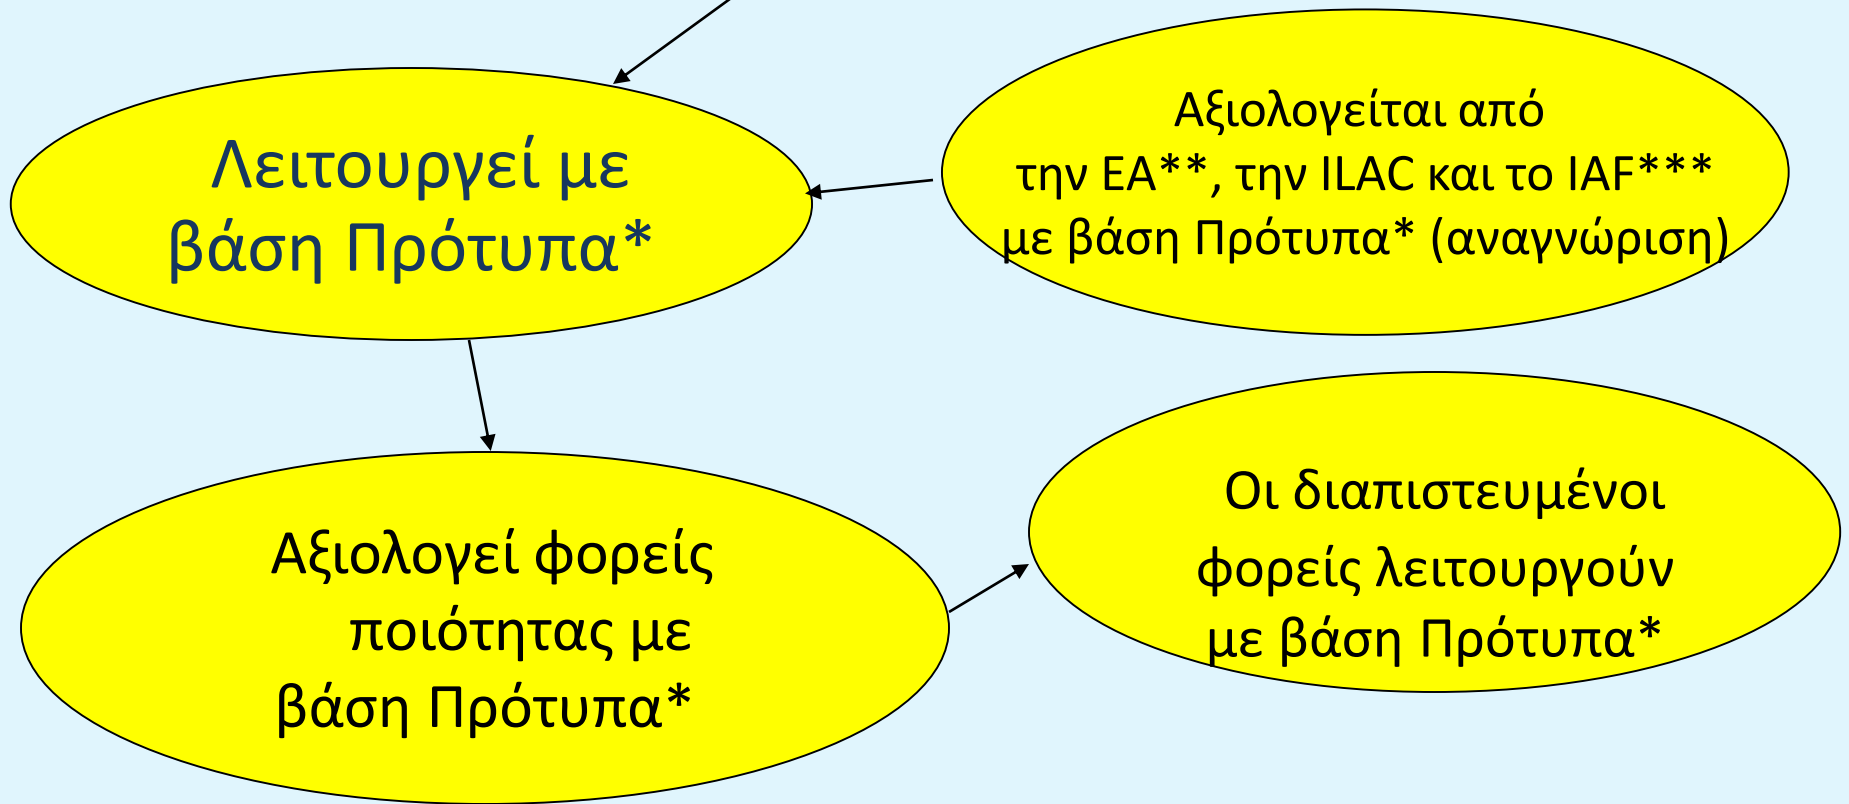 Λειτουργεί με
βάση Πρότυπα*
Αξιολογείται από
την ΕΑ**, την ILAC και το IAF***
με βάση Πρότυπα* (αναγνώριση)
Αξιολογεί φορείς
ποιότητας με
βάση Πρότυπα*
Οι διαπιστευμένοι
φορείς λειτουργούν
με βάση Πρότυπα*